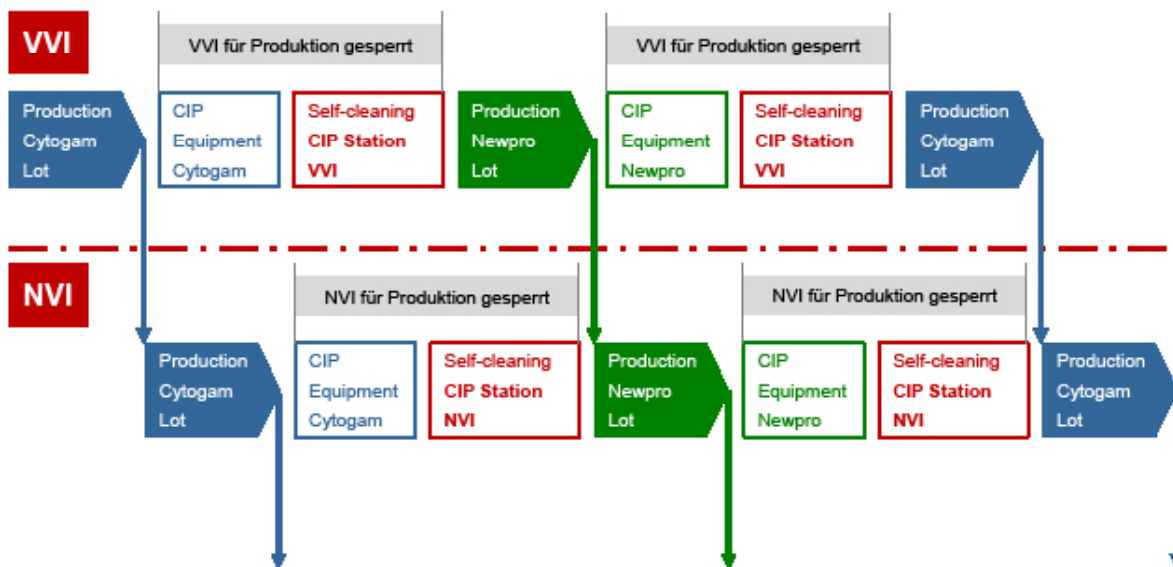 VVI
VVI für Produktion gesperrt
VVI für Produktion gesperrt
Production
Cytogam
Lot
CIP
Equipment
Cytogam
Self-cleaning
CIP Station
VVI
Production
Newpro
Lot
CIP
Equipment
Newpro
Self-cleaning
CIP Station
VVI
Production
Cytogam
Lot
NVI
NVI für Produktion gesperrt
NVI für Produktion gesperrt
Production
Cytogam
Lot
CIP
Equipment
Cytogam
Self-cleaning
CIP Station
NVI
Production
Newpro
Lot
CIP
Equipment
Newpro
Self-cleaning
CIP Station
NVI
Production
Cytogam
Lot